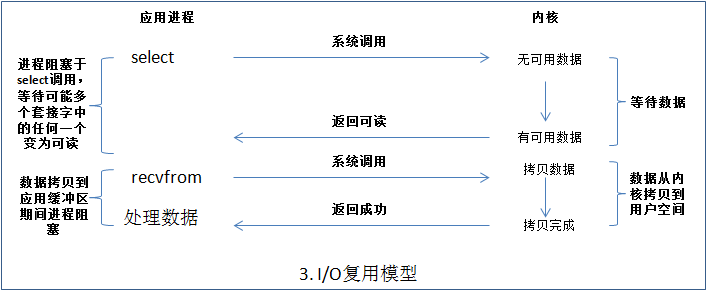 应用进程
内核
进程阻塞于
select调用，
等待可能多
个套接字中
的任何一个
变为可读
select
系统调用
无可用数据
等待数据
返回可读
有可用数据
数据拷贝到
应用缓冲区
期间进程阻
塞
recvfrom
系统调用
拷贝数据
数据从内
核拷贝到
用户空间
处理数据
返回成功
拷贝完成
3. I/O复用模型